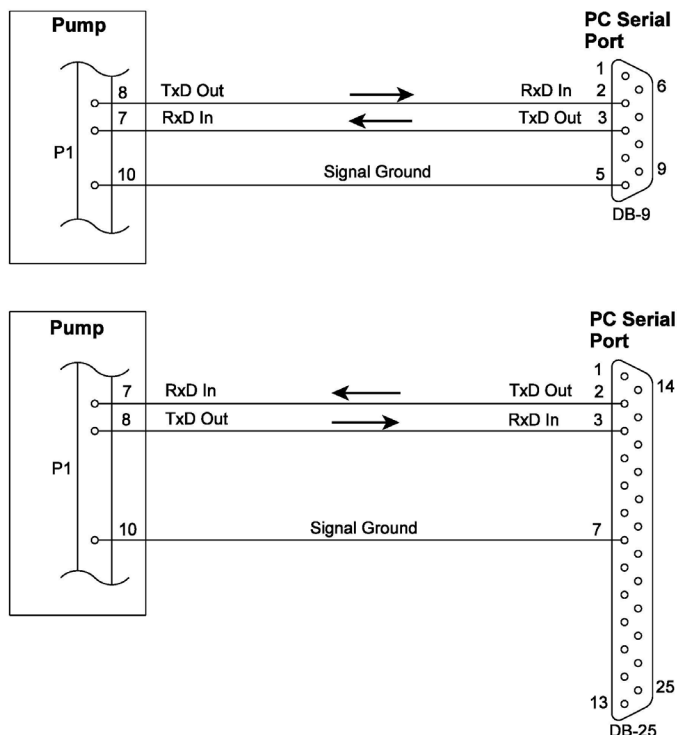 Pump
PC Serial
Port
1
6
8 TxD Out RxD In 2
7 RxD In TxD Out 3
P1
9
10 Signal Ground 5
DB-9
Pump
PC Serial
Port
1
14
7 RxD In TxD Out 2
8 TxD Out RxD In 3
P1
10 Signal Ground 7
25
13
DB-25